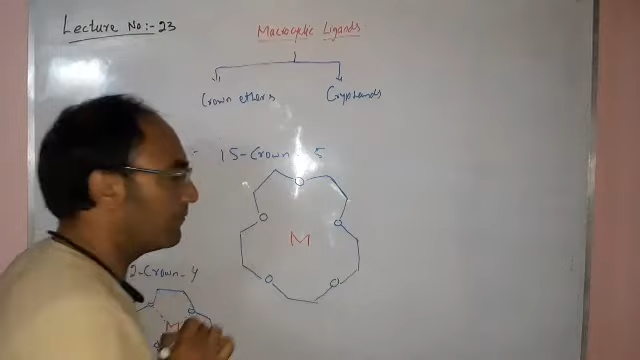 Lecture No:- 23
Macrocyclic Ligands
Crown ethers
Cryptands
15-Crown-5
O
O
O
M
O
O
2-Crown-4
M